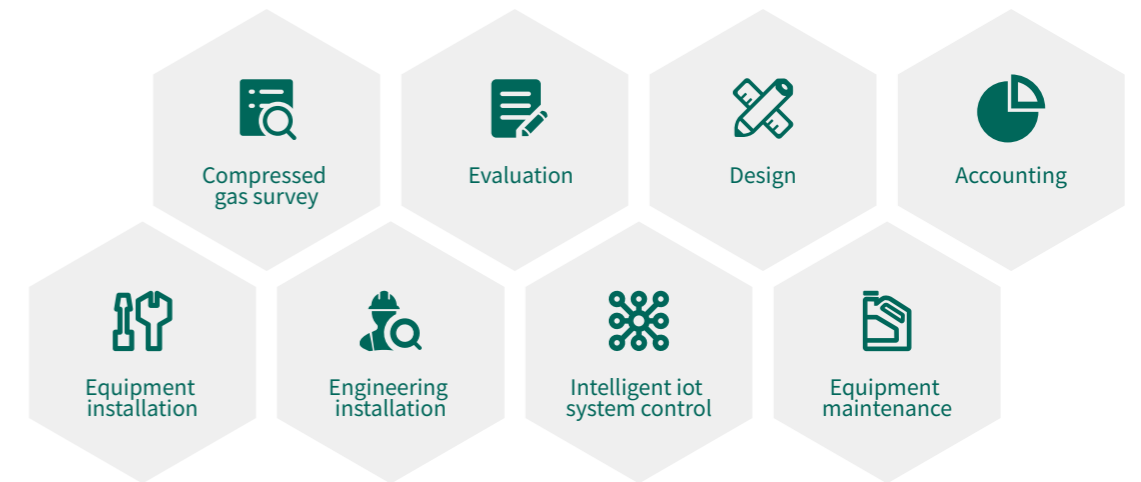 Compressed
gas survey
Evaluation
Design
Accounting
Equipment
installation
Engineering
installation
Intelligent iot
system control
Equipment
maintenance